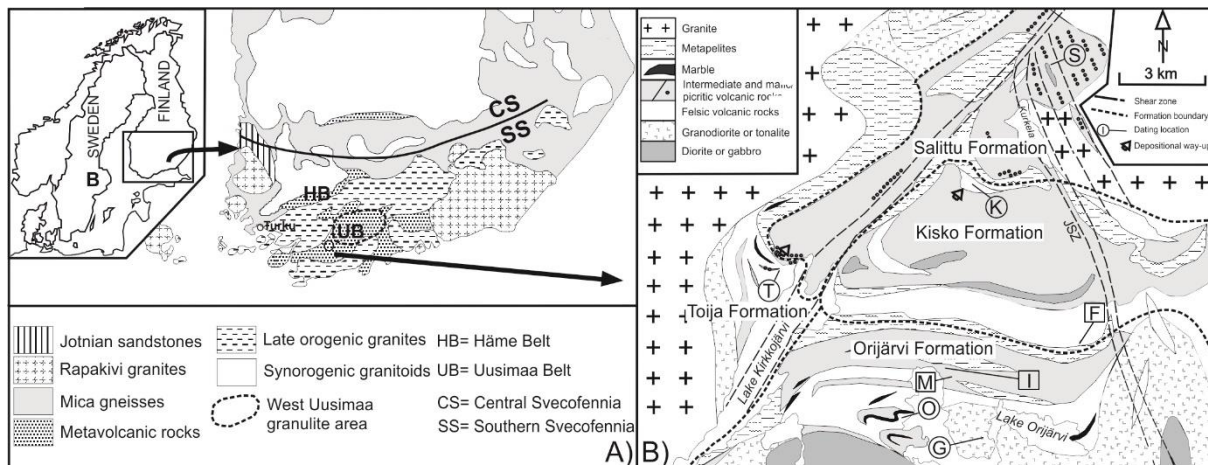 SWEDEN
FINLAND
B
CS
SS
HB
Turku
UB
Jotnian sandstones
Rapakivi granites
Mica gneisses
Metavolcanic rocks
Late orogenic granites
Synorogenic granitoids
West Uusimaa
granulite area
HB= Häme Belt
UB= Uusimaa Belt
CS= Central Svecofennia
SS= Southern Svecofennia
A)
B)
Granite
Metapelites
Marble
Intermediate and
picritic volcanic
Felsic volcanic rocks
Granodiorite or tonalite
Diorite or gabbro
N
3 km
Shear zone
Formation boundary
I
Dating location
Depositional way-up
S
Salittu Formation
K
Kisko Formation
JSZ
T
Toija Formation
F
Lake Kirkkojärvi
Orijärvi Formation
M
I
O
Lake Orijärvi
G